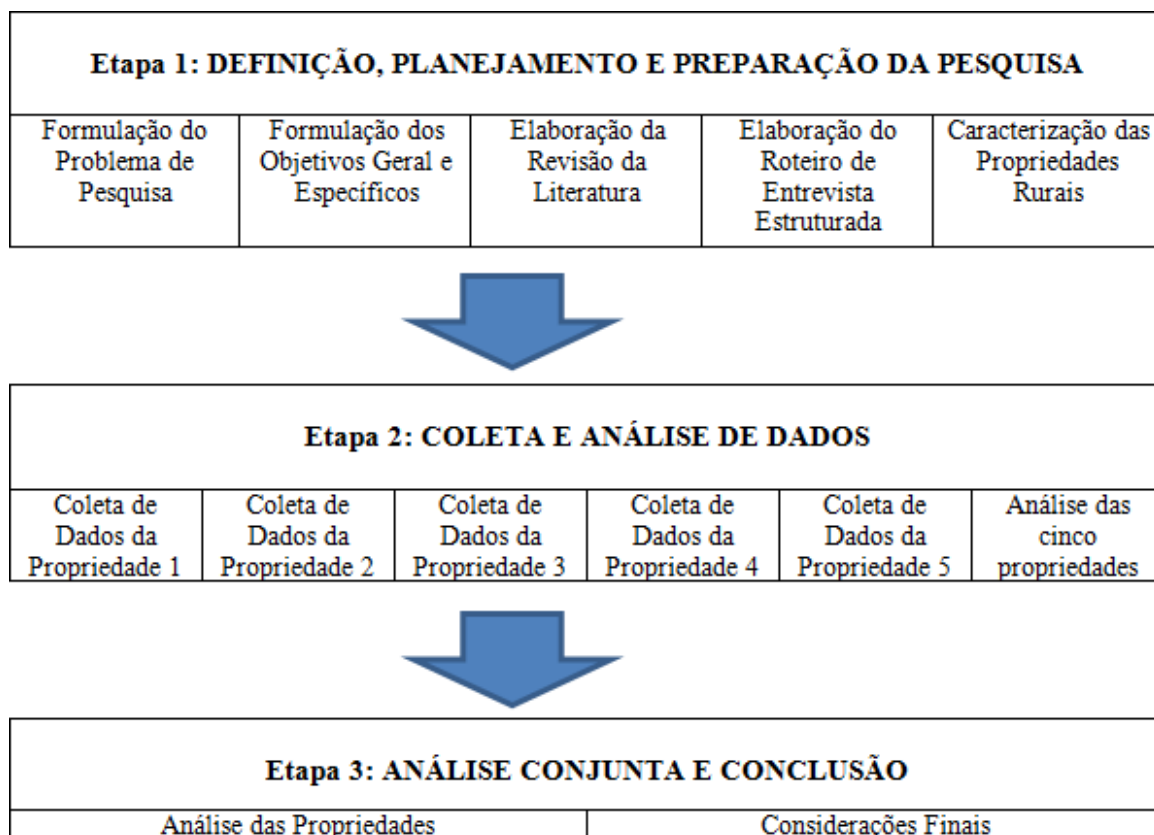 Etapa 1: DEFINIÇÃO, PLANEJAMENTO E PREPARAÇÃO DA PESQUISA
Formulação do
Problema de
Pesquisa
Formulação dos
Objetivos Geral e
Específicos
Elaboração da
Revisão da
Literatura
Elaboração do
Roteiro de
Entrevista
Estruturada
Caracterização das
Propriedades
Rurais
Etapa 2: COLETA E ANÁLISE DE DADOS
Coleta de
Dados da
Propriedade 1
Coleta de
Dados da
Propriedade 2
Coleta de
Dados da
Propriedade 3
Coleta de
Dados da
Propriedade 4
Coleta de
Dados da
Propriedade 5
Análise das
cinco
propriedades
Etapa 3: ANÁLISE CONJUNTA E CONCLUSÃO
Análise das Propriedades
Considerações Finais